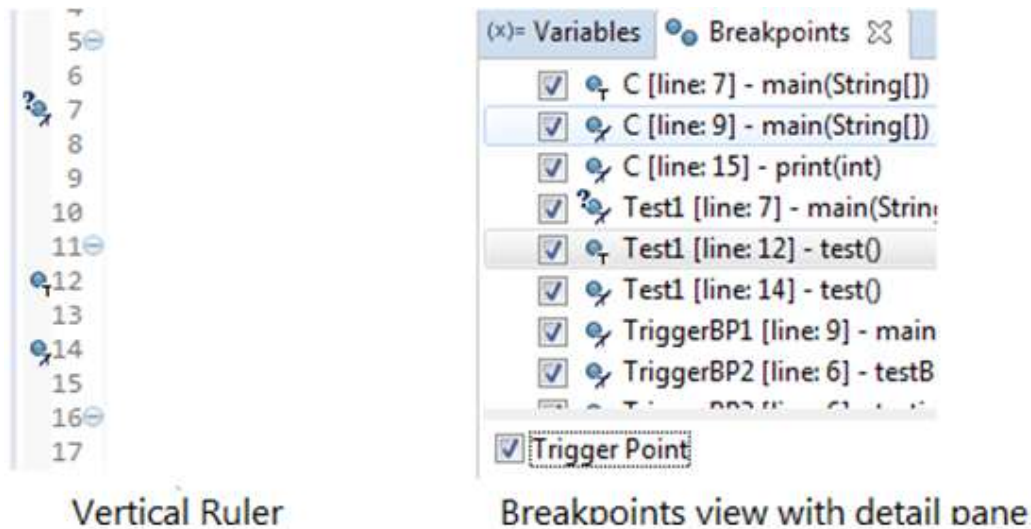 5
6
7
8
9
10
11
12
13
14
15
16
17
Vertical Ruler
(x)= Variables Breakpoints
C [line: 7] - main(String[])
C [line: 9] - main(String[])
C [line: 15] - print(int)
? Test1 [line: 7] - main(String
Test1 [line: 12] - test()
Test1 [line: 14] - test()
TriggerBP1 [line: 9] - main
TriggerBP2 [line: 6] - testB
Trigger Point
Breakpoints view with detail pane